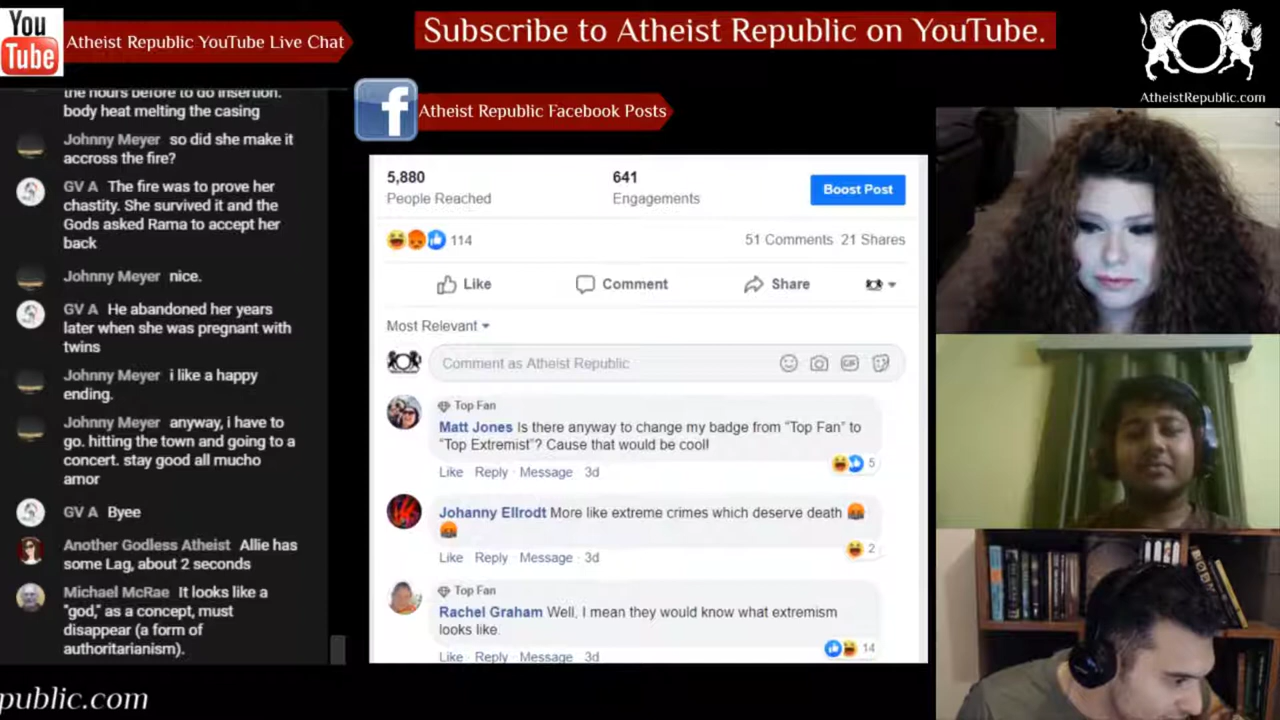 You
Tube
Atheist Republic YouTube Live Chat
Subscribe to Atheist Republic on YouTube.
AtheistRepublic.com
the hours before to do insertion.
body heat melting the casing
Johnny Meyer so did she make it
accross the fire?
GV A The fire was to prove her
chastity. She survived it and the
Gods asked Rama to accept her
back
Johnny Meyer nice.
GV A He abandoned her years
later when she was pregnant with
twins
Johnny Meyer i like a happy
ending.
Johnny Meyer anyway, i have to
go. hitting the town and going to a
concert. stay good all mucho
amor
GV A Byee
Another Godless Atheist Allie has
some Lag, about 2 seconds
Michael McRae It looks like a
"god," as a concept, must
disappear (a form of
authoritarianism).
f
Atheist Republic Facebook Posts
5,880
People Reached
641
Engagements
Boost Post
114
51 Comments 21 Shares
Like
Comment
Share
Most Relevant
Comment as Atheist Republic
GIF
Top Fan
Matt Jones Is there anyway to change my badge from "Top Fan" to
"Top Extremist"? Cause that would be cool!
5
Like Reply · Message · 3d
Johanny Ellrodt More like extreme crimes which deserve death
2
Like · Reply · Message · 3d
Top Fan
Rachel Graham Well, I mean they would know what extremism
looks like.
14
Like · Reply · Message · 3d
public.com